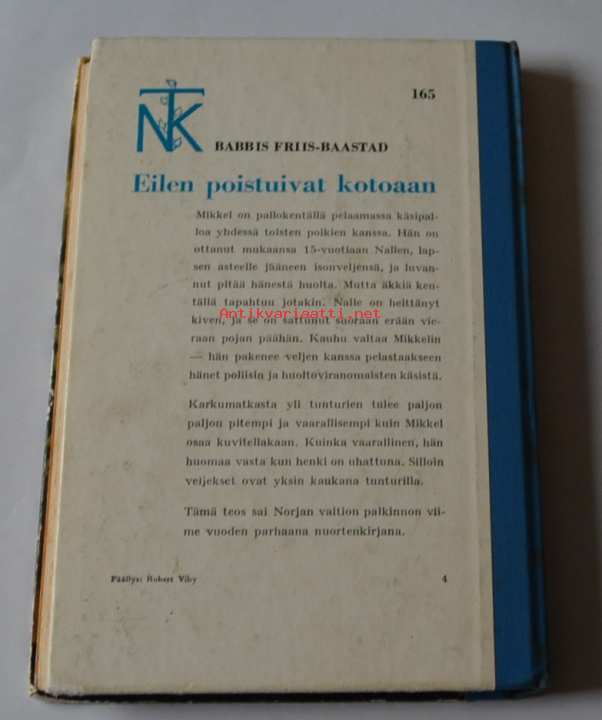 165
NTK
BABBIS FRIIS-BAASTAD
Eilen poistuivat kotoaan
Mikkel on pallokentällä pelaamassa käsipal-
loa yhdessä toisten poikien kanssa. Hän on
ottanut mukaansa 15-vuotiaan Nallen, lap-
sen asteelle jääneen isonveljensä, ja luvan-
nut pitää hänestä huolta. Mutta äkkiä ken-
tällä tapahtuu jotakin. Nalle on heittänyt
Antikvariaatti.net
kiven, ja se on sattunut suoraan erään vie-
raan pojan päähän. Kauhu valtaa Mikkelin
— hän pakenee veljen kanssa pelastaakseen
hänet poliisin ja huoltoviranomaisten käsistä.
Karkumatkasta yli tunturien tulee paljon
paljon pitempi ja vaarallisempi kuin Mikkel
osaa kuvitellakaan. Kuinka vaarallinen, hän
huomaa vasta kun henki on uhattuna. Silloin
veljekset ovat yksin kaukana tunturilla.
Tämä teos sai Norjan valtion palkinnon vii-
me vuoden parhaana nuortenkirjana.
Päällys: Robert Viby
4